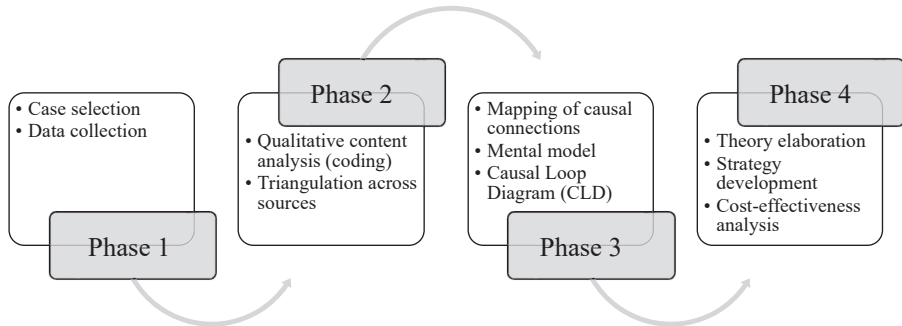 • Case selection
• Data collection
Phase 1
Phase 2
• Qualitative content
analysis (coding)
• Triangulation across
sources
• Mapping of causal
connections
• Mental model
• Causal Loop
Diagram (CLD)
Phase 3
Phase 4
• Theory elaboration
• Strategy
development
• Cost-effectiveness
analysis